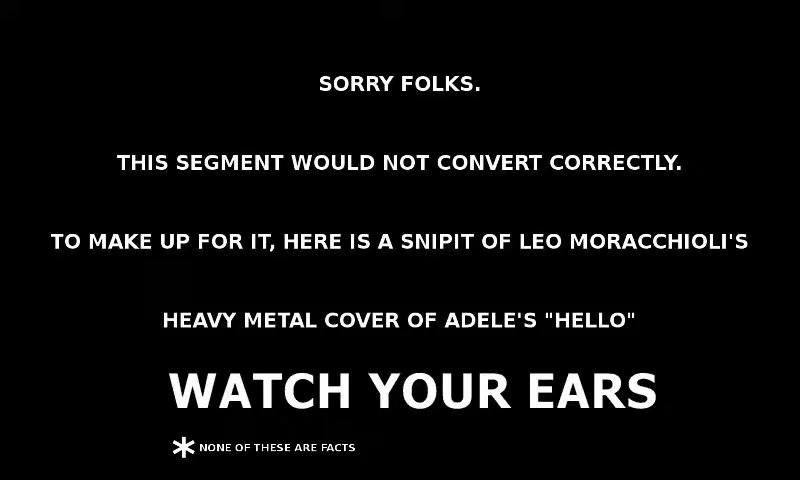 SORRY FOLKS.
THIS SEGMENT WOULD NOT CONVERT CORRECTLY.
TO MAKE UP FOR IT, HERE IS A SNIPIT OF LEO MORACCHIOLI'S
HEAVY METAL COVER OF ADELE'S "HELLO"
WATCH YOUR EARS
* NONE OF THESE ARE FACTS